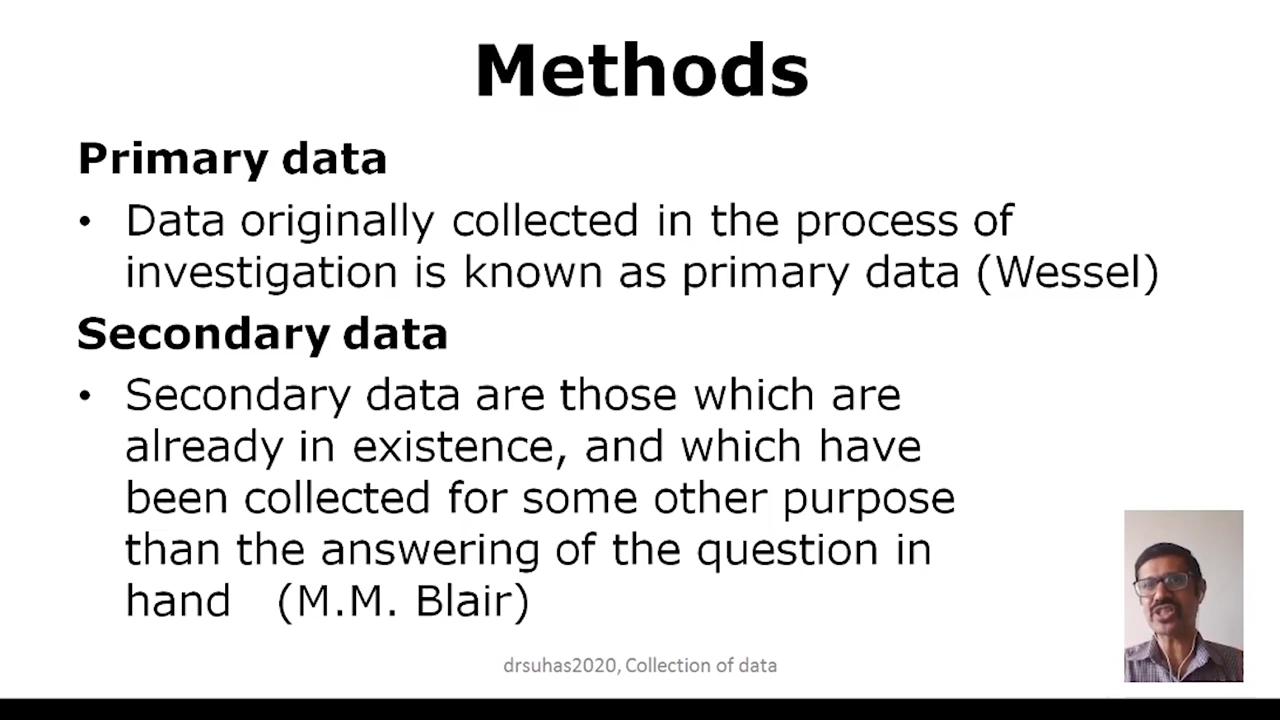 Methods
Primary data
• Data originally collected in the process of
investigation is known as primary data (Wessel)
Secondary data
• Secondary data are those which are
already in existence, and which have
been collected for some other purpose
than the answering of the question in
hand (M.M. Blair)
drsuhas2020, Collection of data